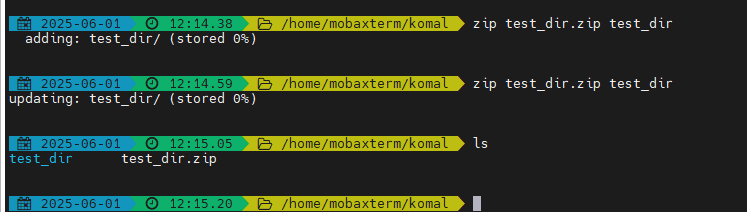 2025-06-01 12:14.38 /home/mobaxterm/komal zip test_dir.zip test_dir
adding: test_dir/ (stored 0%)
2025-06-01 12:14.59 /home/mobaxterm/komal zip test_dir.zip test_dir
updating: test_dir/ (stored 0%)
2025-06-01 12:15.05 /home/mobaxterm/komal ls
test_dir test_dir.zip
2025-06-01 12:15.20 /home/mobaxterm/komal